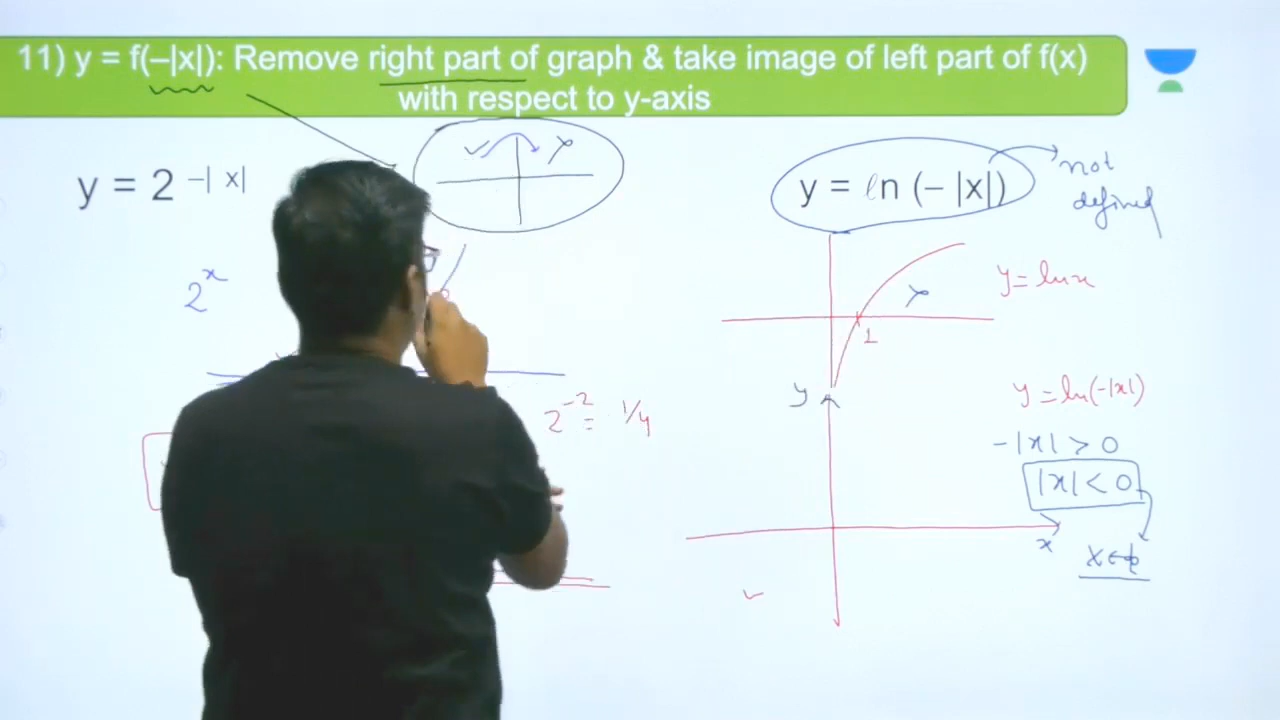 11) y = f(–|x|): Remove right part of graph & take image of left part of f(x)
with respect to y-axis
y = 2 –| x|
y = ℓn (– |x|)
not
defined
2^x
y = ln x
1
2^-2 = 1/4
y
y = ln(-|x|)
-|x| > 0
|x| < 0
x
x ∈ ϕ